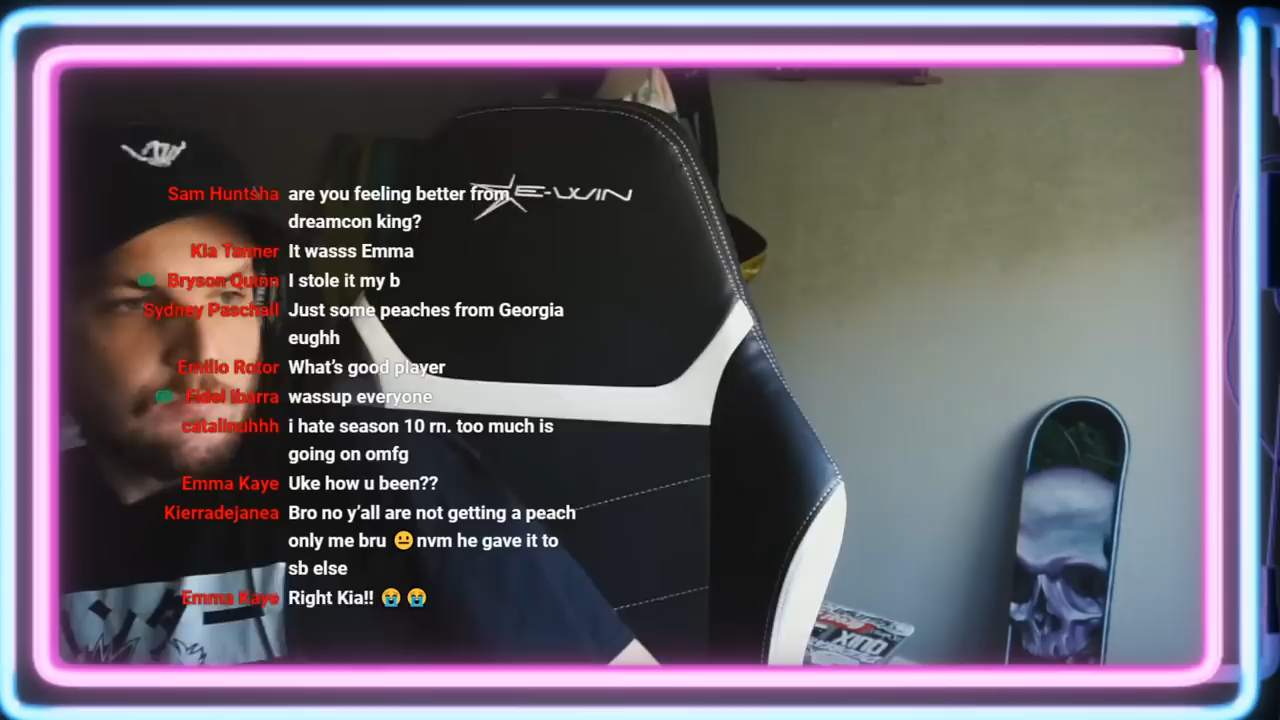 E-WIN
Sam Huntsha are you feeling better from
dreamcon king?
Kia Tanner It wasss Emma
Bryson Quinn I stole it my b
Sydney Paschall Just some peaches from Georgia
eughh
Emilio Rotor What's good player
Fidel Ibarra wassup everyone
catalinuhhh i hate season 10 rn. too much is
going on omfg
Emma Kaye Uke how u been??
Kierradejanea Bro no y'all are not getting a peach
only me bru 😐 nvm he gave it to
sb else
Emma Kaye Right Kia!! 😭 😭